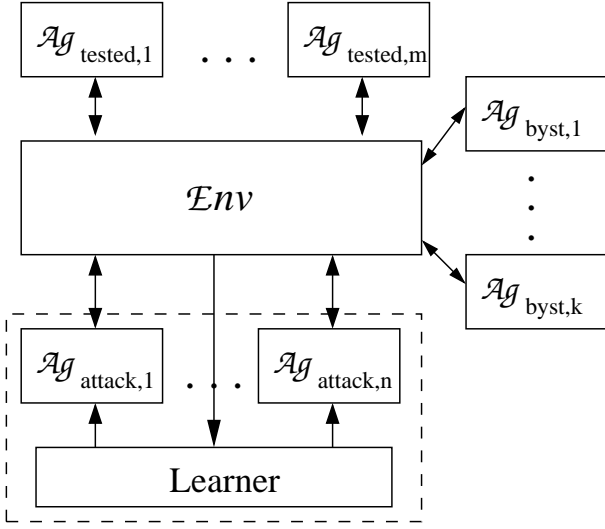 𝒜g tested,1 . . . 𝒜g tested,m
𝒜g byst,1
.
.
.
ℰnv
𝒜g byst,k
𝒜g attack,1 . . . 𝒜g attack,n
Learner